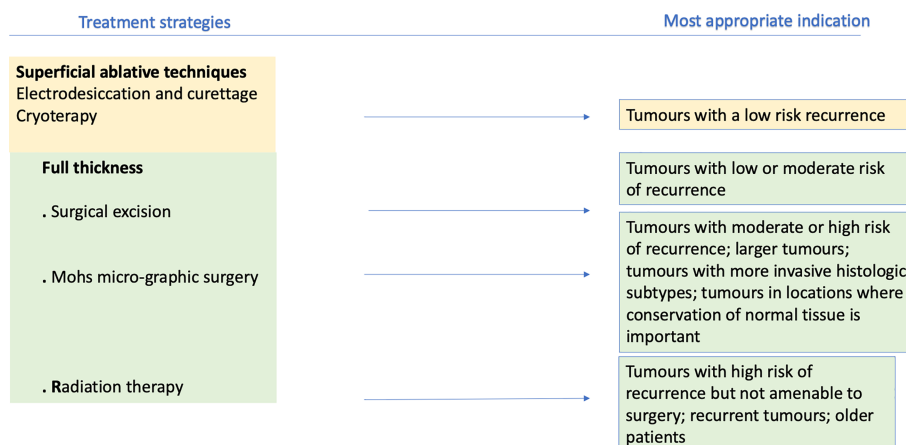 Treatment strategies
Most appropriate indication
Superficial ablative techniques
Electrodesiccation and curettage
Cryoterapy
Tumours with a low risk recurrence
Full thickness
. Surgical excision
Tumours with low or moderate risk
of recurrence
. Mohs micro-graphic surgery
Tumours with moderate or high risk
of recurrence; larger tumours;
tumours with more invasive histologic
subtypes; tumours in locations where
conservation of normal tissue is
important
. Radiation therapy
Tumours with high risk of
recurrence but not amenable to
surgery; recurrent tumours; older
patients